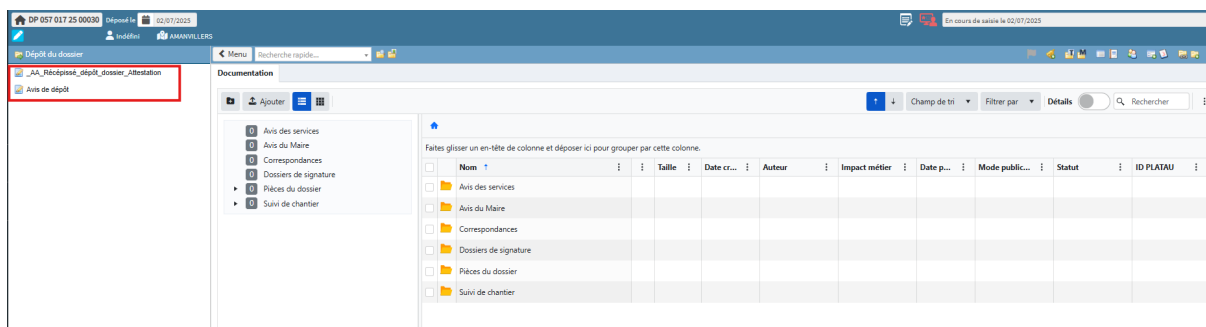 DP 057 017 25 00030 Déposé le 02/07/2025 En cours de saisie le 02/07/2025
Indéfini AMANVILLERS
Dépôt du dossier Menu Recherche rapide...
_AA_Récépissé_dépôt_dossier_Attestation
Avis de dépôt
Documentation
Ajouter Champ de tri Filtrer par Détails Rechercher
0 Avis des services
0 Avis du Maire
0 Correspondances
0 Dossiers de signature
0 Pièces du dossier
0 Suivi de chantier
Faites glisser un en-tête de colonne et déposer ici pour grouper par cette colonne.
Nom ↑ Taille Date cr... Auteur Impact métier Date p... Mode public... Statut ID PLATAU
Avis des services
Avis du Maire
Correspondances
Dossiers de signature
Pièces du dossier
Suivi de chantier